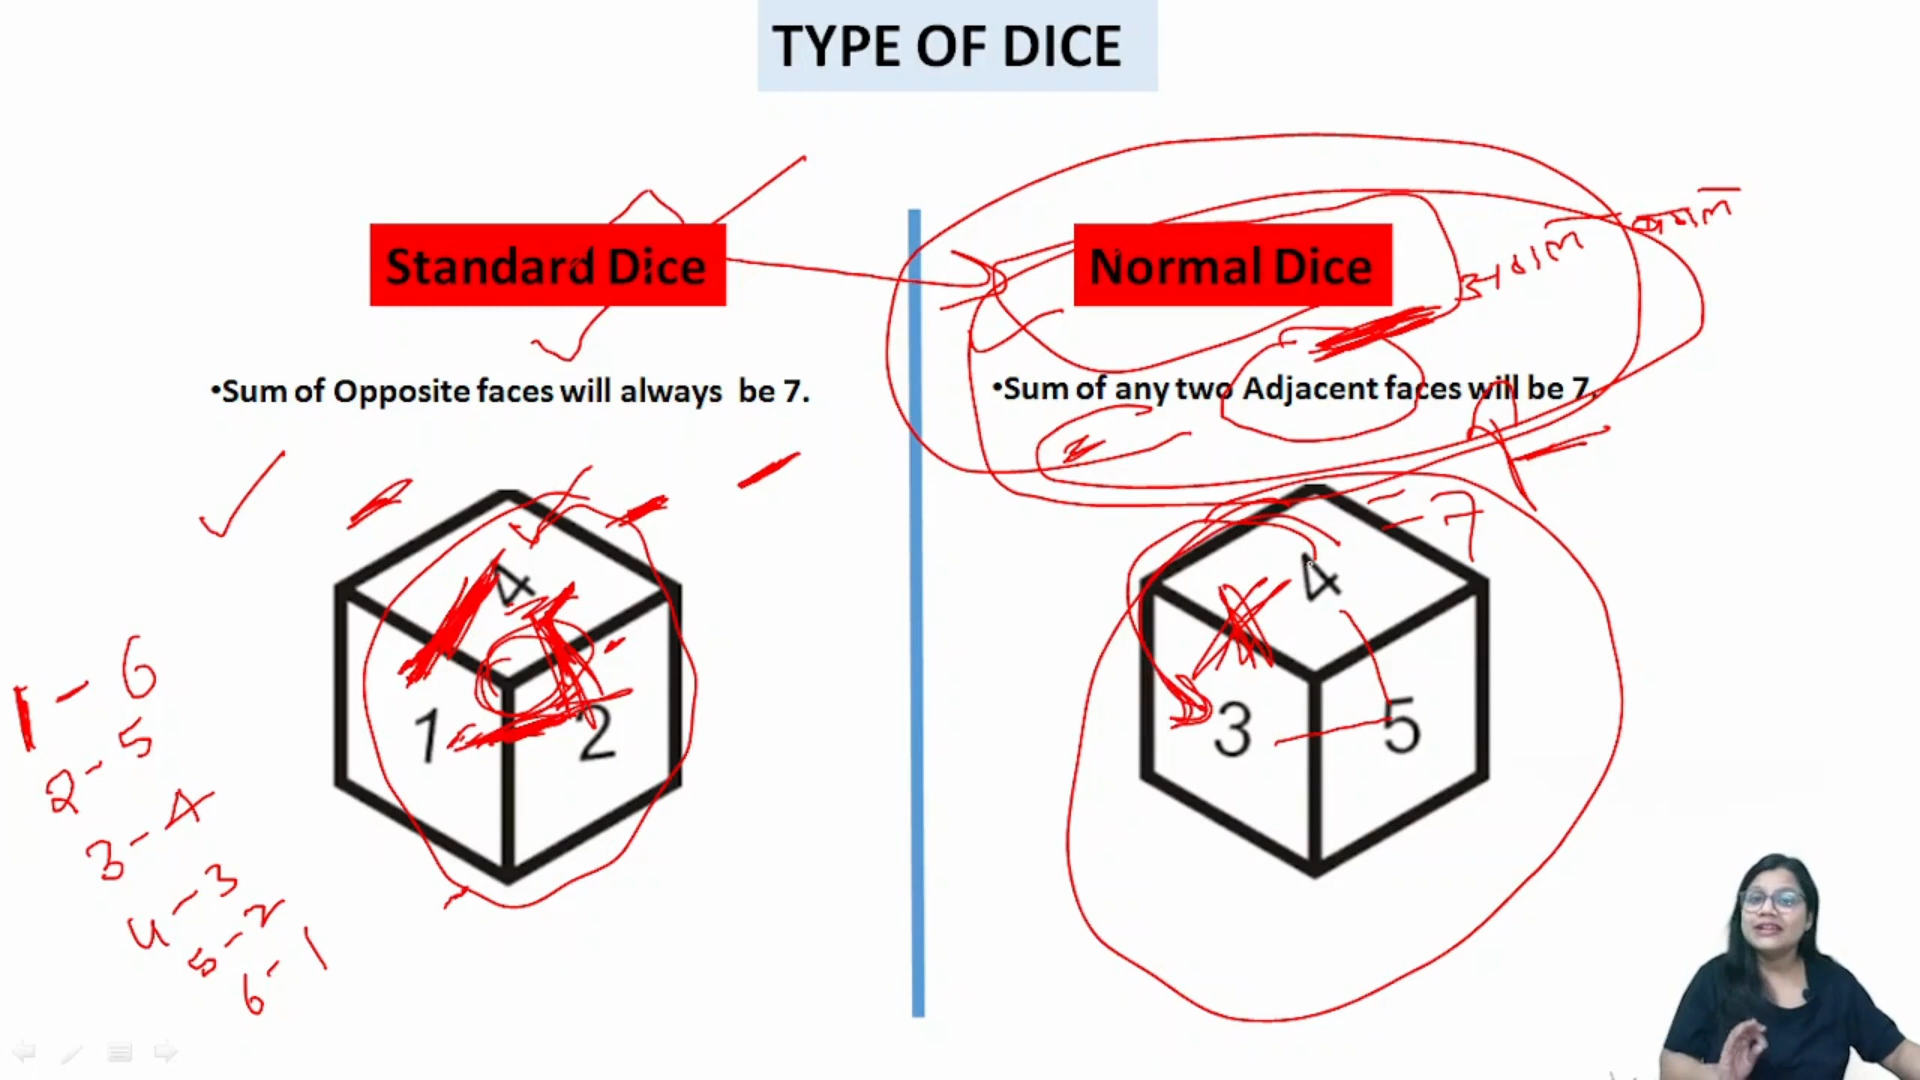 TYPE OF DICE
Standard Dice
•Sum of Opposite faces will always be 7.
4
1
2
1 - 6
2 - 5
3 - 4
4 - 3
5 - 2
6 - 1
Normal Dice
•Sum of any two Adjacent faces will be 7.
= 7
4
3
5